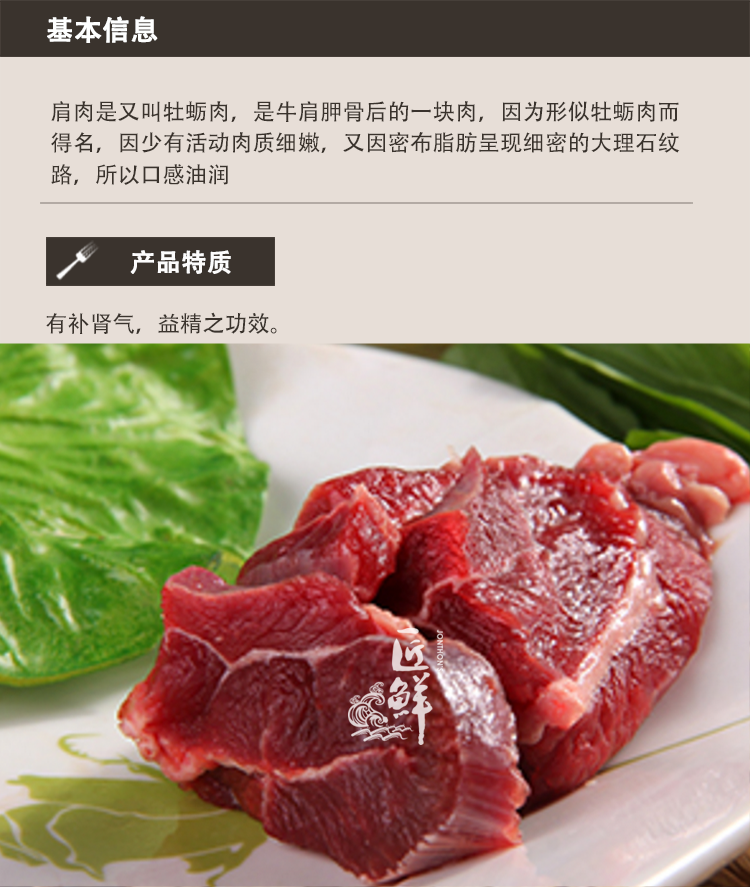 基本信息
肩肉是又叫牡蛎肉，是牛肩胛骨后的一块肉，因为形似牡蛎肉而
得名，因少有活动肉质细嫩，又因密布脂肪呈现细密的大理石纹
路，所以口感油润
产品特质
有补肾气，益精之功效。
匠鲜
JONTHON'S